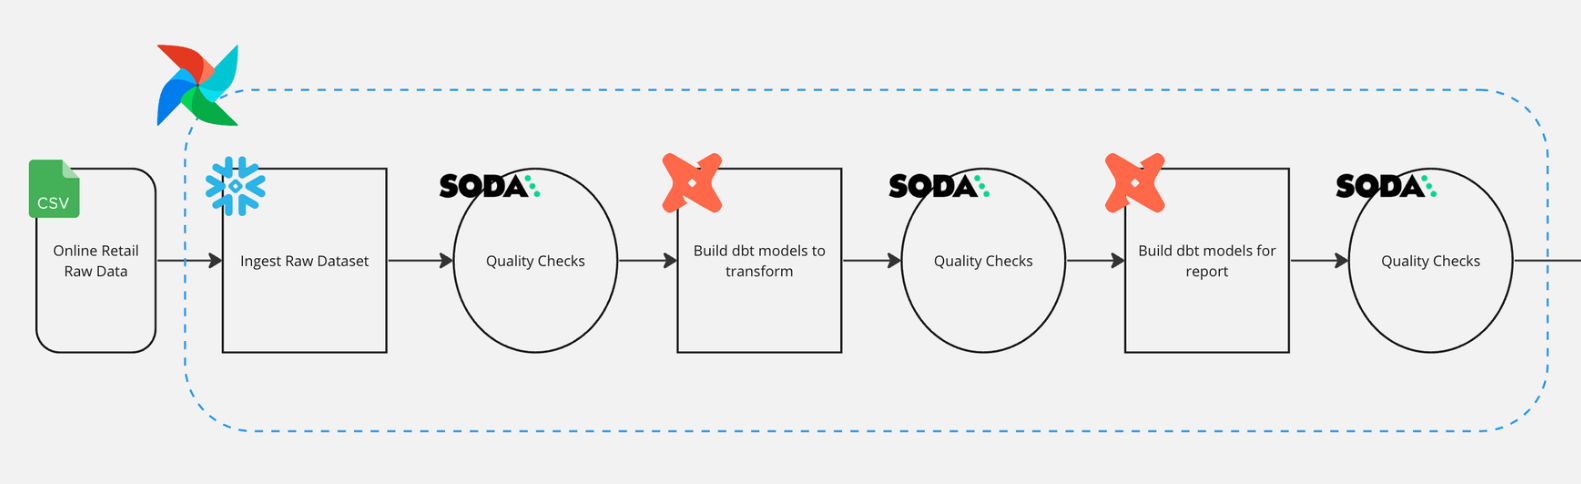 CSV
Online Retail
Raw Data
Ingest Raw Dataset
SODA
Quality Checks
Build dbt models to
transform
SODA
Quality Checks
Build dbt models for
report
SODA
Quality Checks